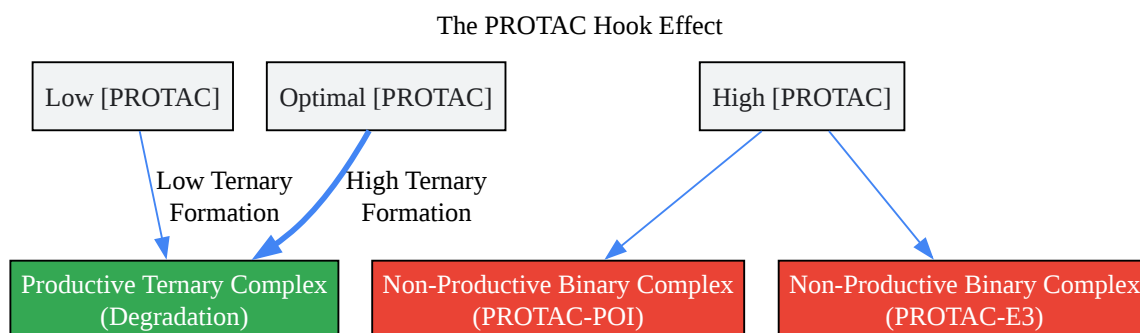 The PROTAC Hook Effect
Low [PROTAC]
Optimal [PROTAC]
High [PROTAC]
Low Ternary
Formation
High Ternary
Formation
Productive Ternary Complex
(Degradation)
Non-Productive Binary Complex
(PROTAC-POI)
Non-Productive Binary Complex
(PROTAC-E3)